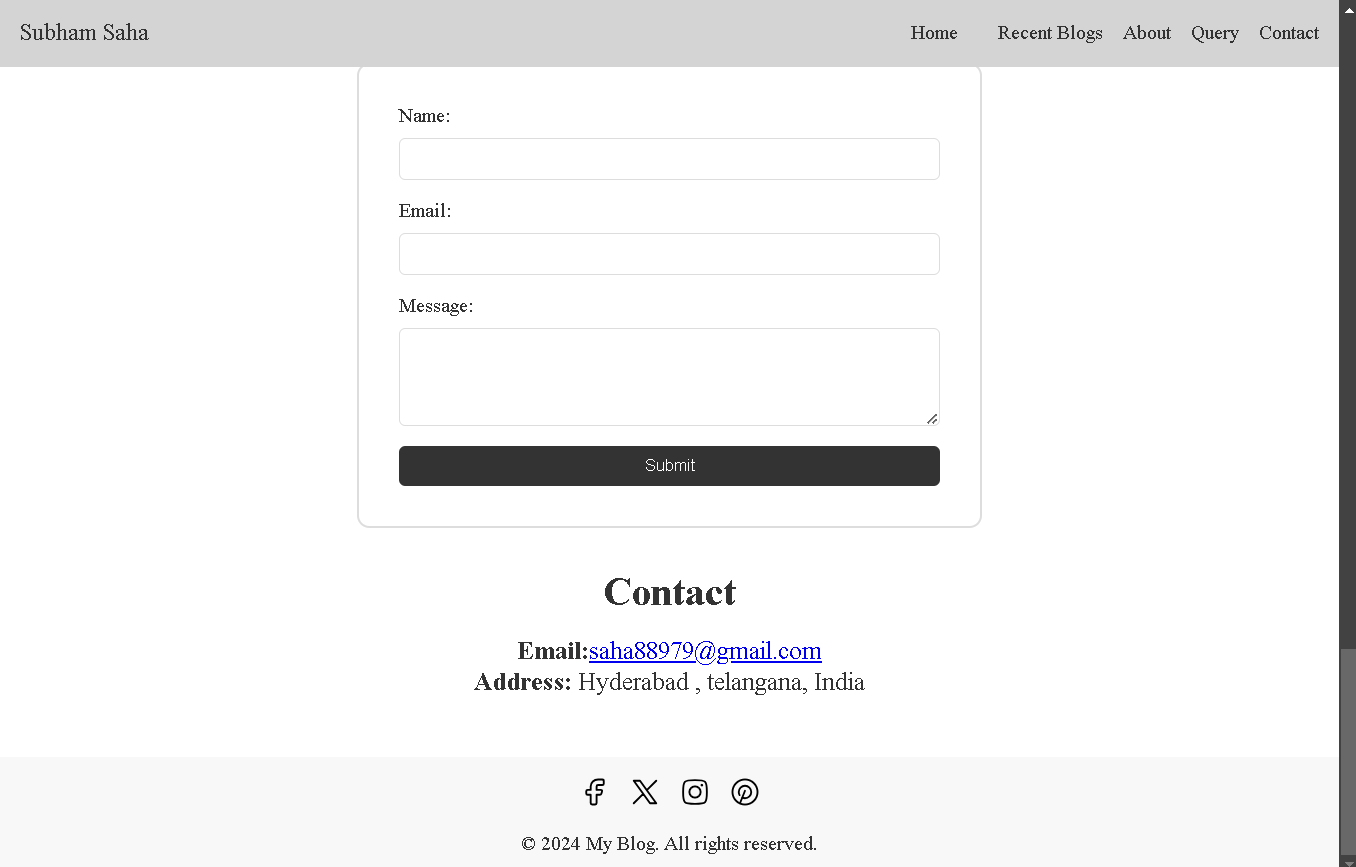 Subham Saha Home Recent Blogs About Query Contact
Name:
Email:
Message:
Submit
Contact
Email:saha88979@gmail.com
Address: Hyderabad , telangana, India
© 2024 My Blog. All rights reserved.